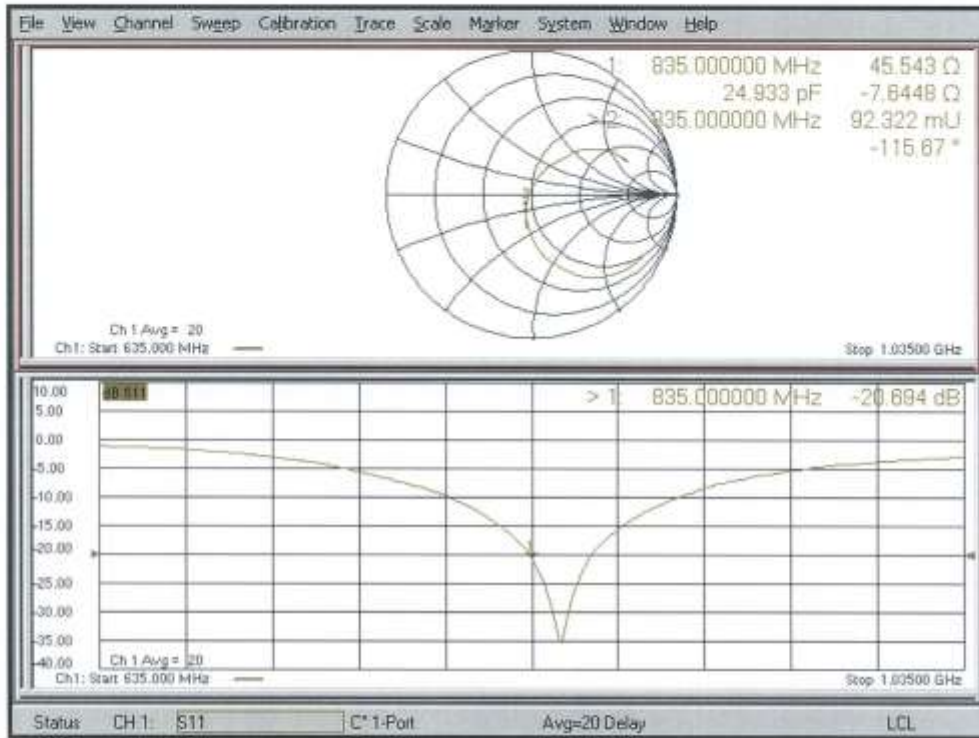 File View Channel Sweep Calibration Trace Scale Marker System Window Help
1: 835.000000 MHz 45.543 Ω
24.933 pF -7.6448 Ω
> 2: 835.000000 MHz 92.322 mU
-115.67 °
Ch 1 Avg = 20
Ch1: Start 635.000 MHz
Stop 1.03500 GHz
10.00
dB S11
> 1: 835.000000 MHz -20.694 dB
5.00
0.00
-5.00
-10.00
-15.00
-20.00
-25.00
-30.00
-35.00
-40.00
Ch 1 Avg = 20
Ch1: Start 635.000 MHz
Stop 1.03500 GHz
Status CH 1: S11 C* 1-Port Avg=20 Delay LCL